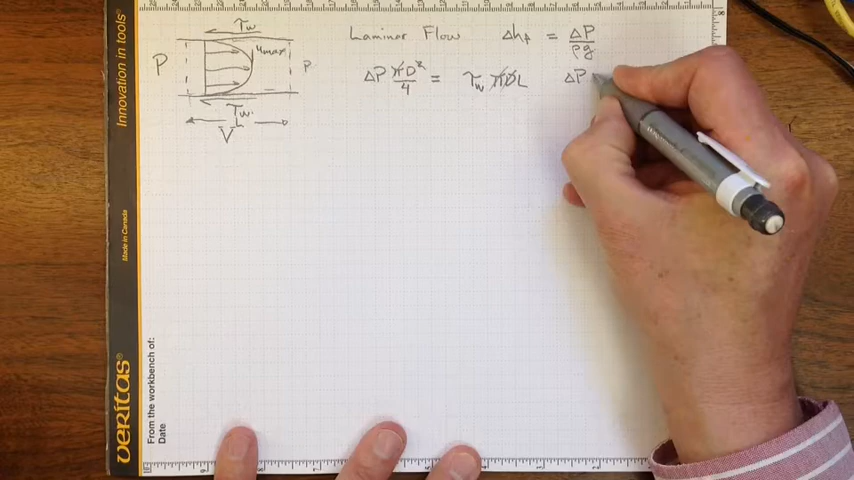 τw
Laminar Flow Δhf = ΔP/ρg
P umax P
ΔP πD²/4 = τw πDL ΔP
τw
L
V
Innovation in tools
Made in Canada
veritas
From the workbench of:
Date